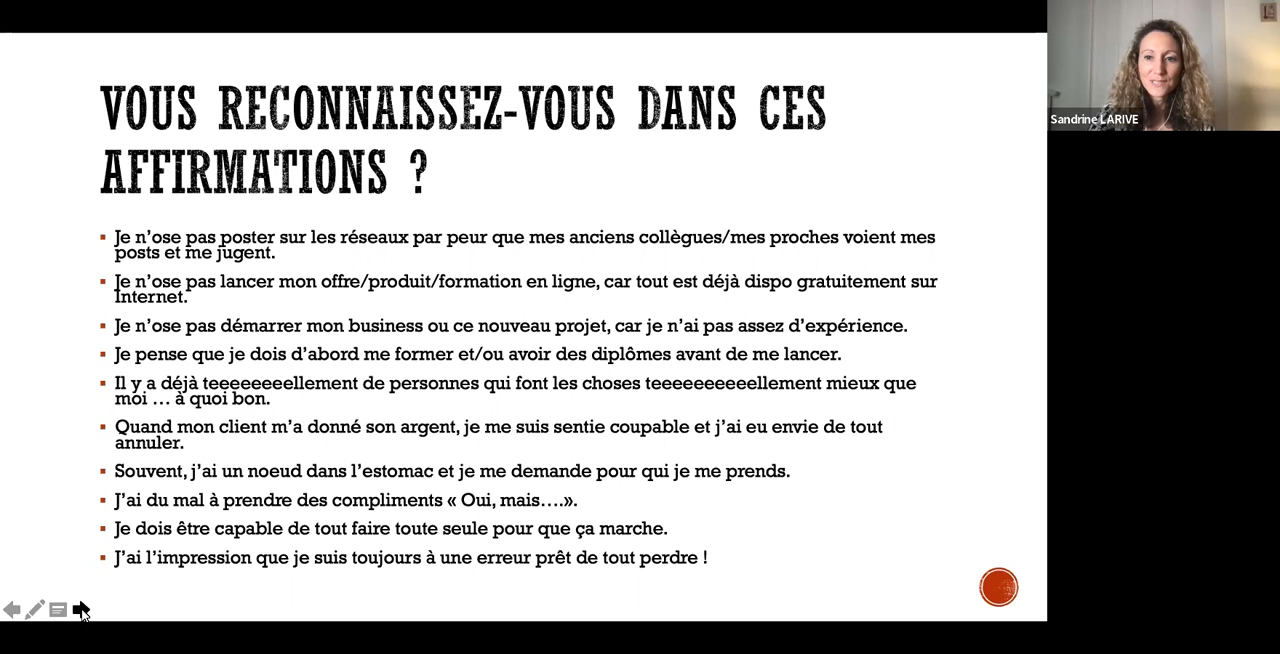 VOUS RECONNAISSEZ-VOUS DANS CES
AFFIRMATIONS ?
Sandrine LARIVE
▪ Je n’ose pas poster sur les réseaux par peur que mes anciens collègues/mes proches voient mes
posts et me jugent.
▪ Je n’ose pas lancer mon offre/produit/formation en ligne, car tout est déjà dispo gratuitement sur
Internet.
▪ Je n’ose pas démarrer mon business ou ce nouveau projet, car je n’ai pas assez d’expérience.
▪ Je pense que je dois d’abord me former et/ou avoir des diplômes avant de me lancer.
▪ Il y a déjà teeeeeeeellement de personnes qui font les choses teeeeeeeeeellement mieux que
moi … à quoi bon.
▪ Quand mon client m’a donné son argent, je me suis sentie coupable et j’ai eu envie de tout
annuler.
▪ Souvent, j’ai un noeud dans l’estomac et je me demande pour qui je me prends.
▪ J’ai du mal à prendre des compliments « Oui, mais….».
▪ Je dois être capable de tout faire toute seule pour que ça marche.
▪ J’ai l’impression que je suis toujours à une erreur prêt de tout perdre !